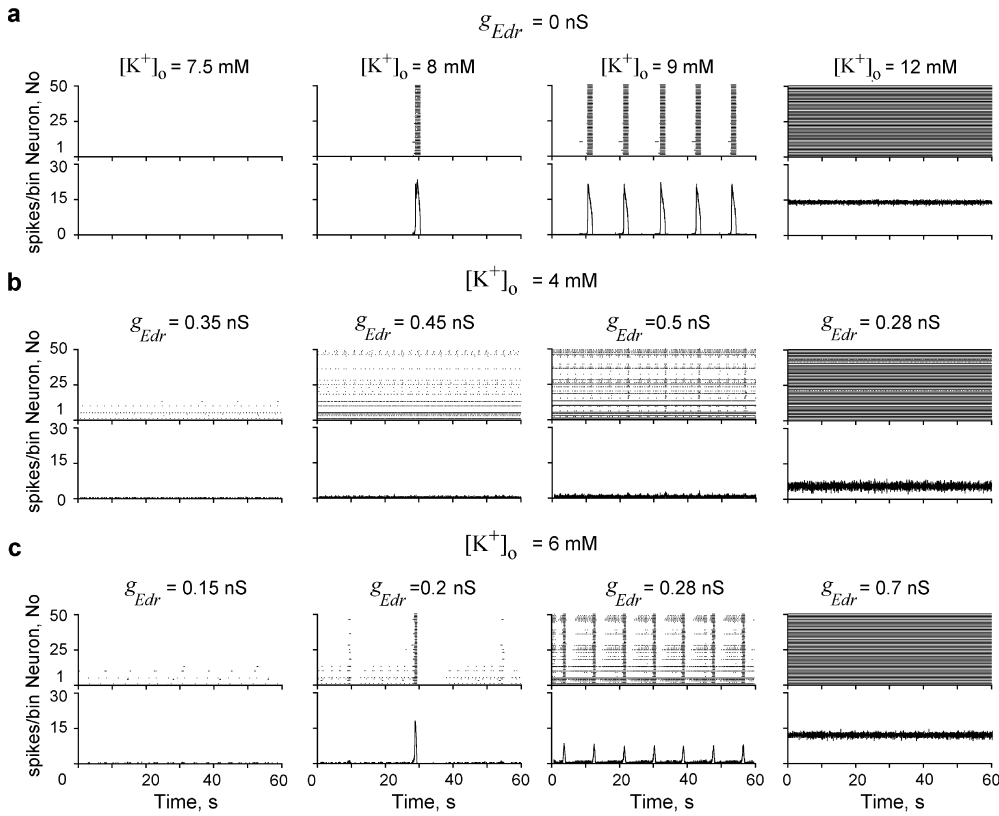 a
g_Edr = 0 nS
[K⁺]ₒ = 7.5 mM
[K⁺]ₒ = 8 mM
[K⁺]ₒ = 9 mM
[K⁺]ₒ = 12 mM
Neuron, No
50
25
1
spikes/bin
30
15
0
b
[K⁺]ₒ = 4 mM
g_Edr = 0.35 nS
g_Edr = 0.45 nS
g_Edr =0.5 nS
g_Edr = 0.28 nS
Neuron, No
50
25
1
spikes/bin
30
15
0
c
[K⁺]ₒ = 6 mM
g_Edr = 0.15 nS
g_Edr =0.2 nS
g_Edr = 0.28 nS
g_Edr = 0.7 nS
Neuron, No
50
25
1
spikes/bin
30
15
0
20 40 60
0 20 40 60
0 20 40 60
0 20 40 60
Time, s
Time, s
Time, s
Time, s